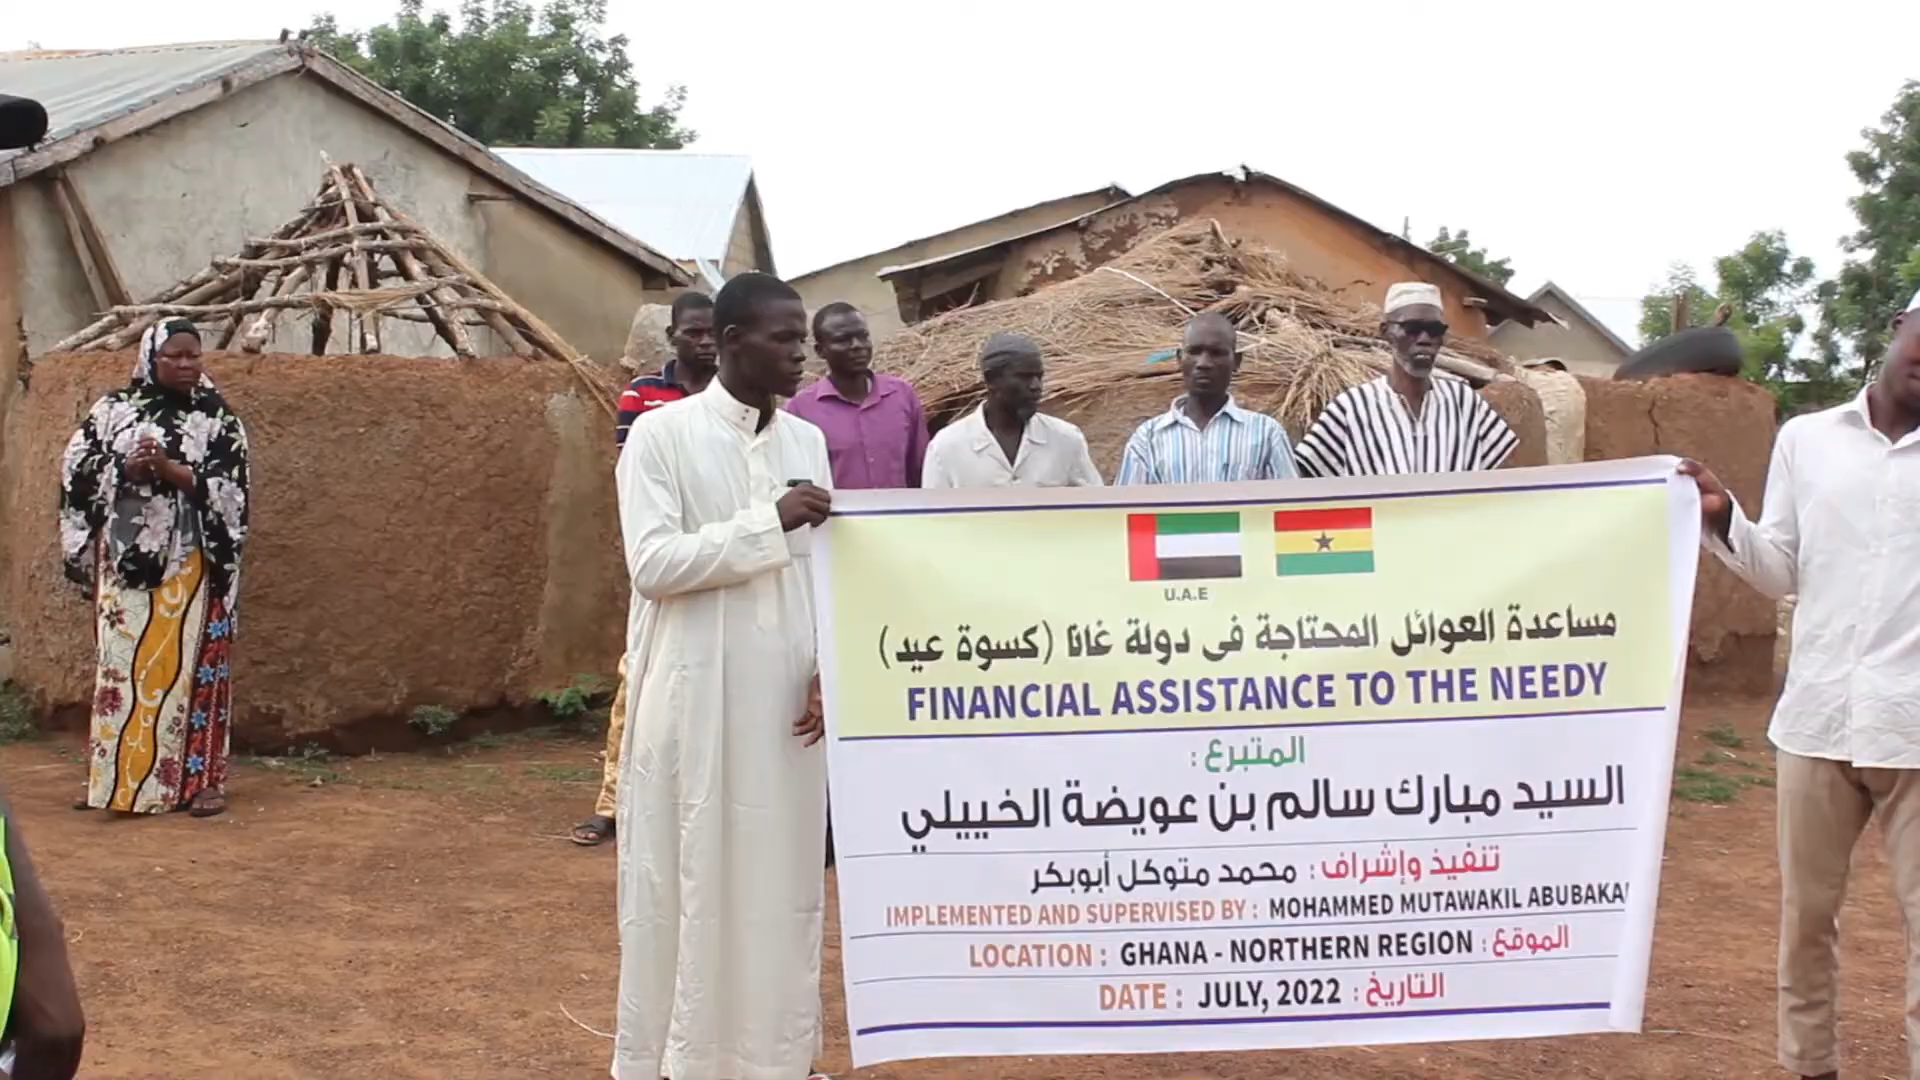 U.A.E
مساعدة العوائل المحتاجة فى دولة غانا (كسوة عيد)
FINANCIAL ASSISTANCE TO THE NEEDY
المتبرع :
السيد مبارك سالم بن عويضة الخييلي
تنفيذ وإشراف : محمد متوكل أبوبكر
IMPLEMENTED AND SUPERVISED BY : MOHAMMED MUTAWAKIL ABUBAKA
LOCATION : GHANA - NORTHERN REGION : الموقع
DATE : JULY, 2022 : التاريخ